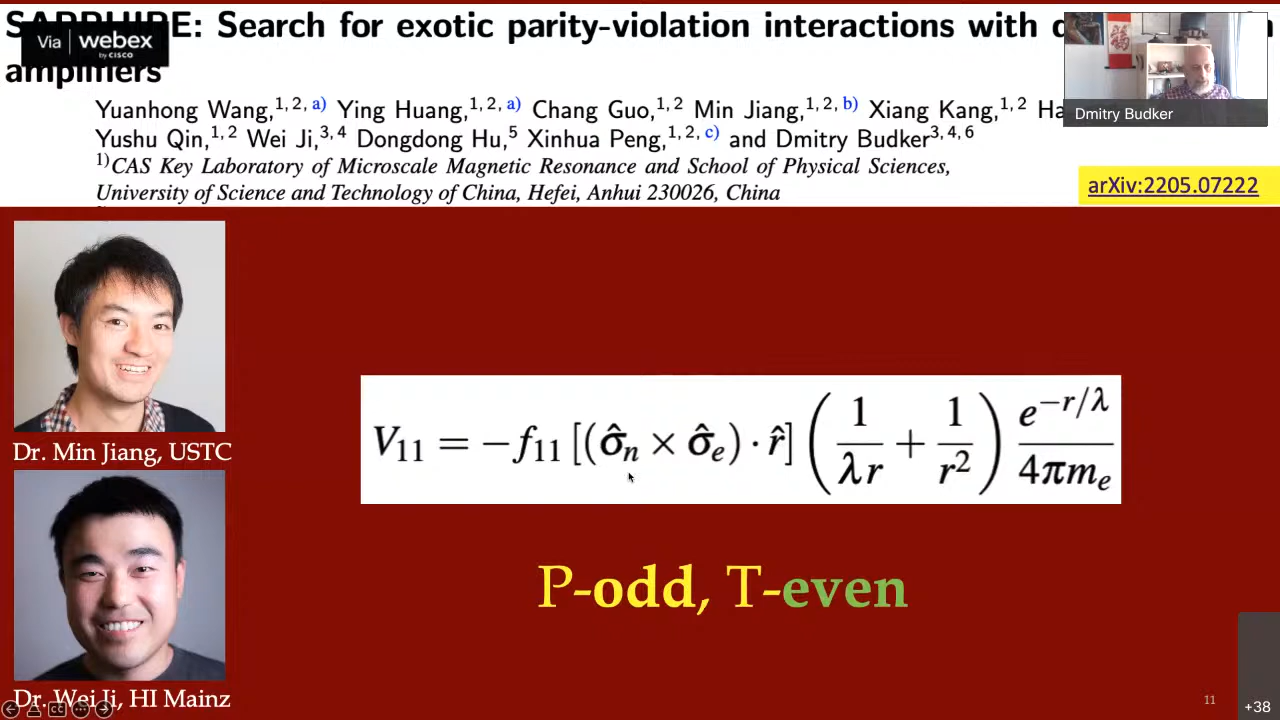 SAPPHIRE: Search for exotic parity-violation interactions with d
amplifiers
Via webex
by CISCO
Yuanhong Wang,1, 2, a) Ying Huang,1, 2, a) Chang Guo,1, 2 Min Jiang,1, 2, b) Xiang Kang,1, 2 Ha
Yushu Qin,1, 2 Wei Ji,3, 4 Dongdong Hu,5 Xinhua Peng,1, 2, c) and Dmitry Budker3, 4, 6
1)CAS Key Laboratory of Microscale Magnetic Resonance and School of Physical Sciences,
University of Science and Technology of China, Hefei, Anhui 230026, China
Dmitry Budker
arXiv:2205.07222
Dr. Min Jiang, USTC
V₁₁ = −f₁₁ [(σ̂ₙ × σ̂ₑ) · r̂] (1/λr + 1/r²) e^(−r/λ)/4πmₑ
P-odd, T-even
Dr. Wei Ji, HI Mainz
CC
11
+38